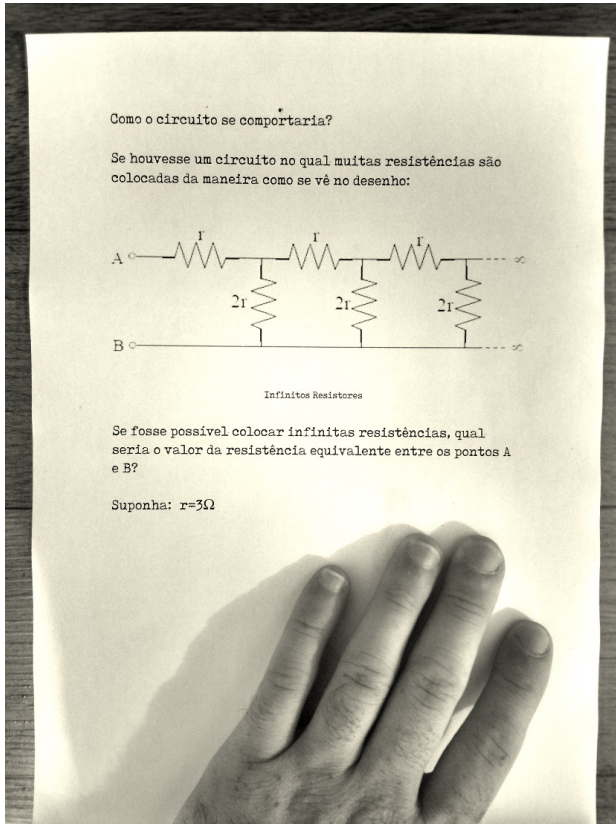 Como o circuito se comportaria?
Se houvesse um circuito no qual muitas resistências são
colocadas da maneira como se vê no desenho:
r r r
A ∞
2r 2r 2r
B ∞
Infinitos Resistores
Se fosse possível colocar infinitas resistências, qual
seria o valor da resistência equivalente entre os pontos A
e B?
Suponha: r=3Ω